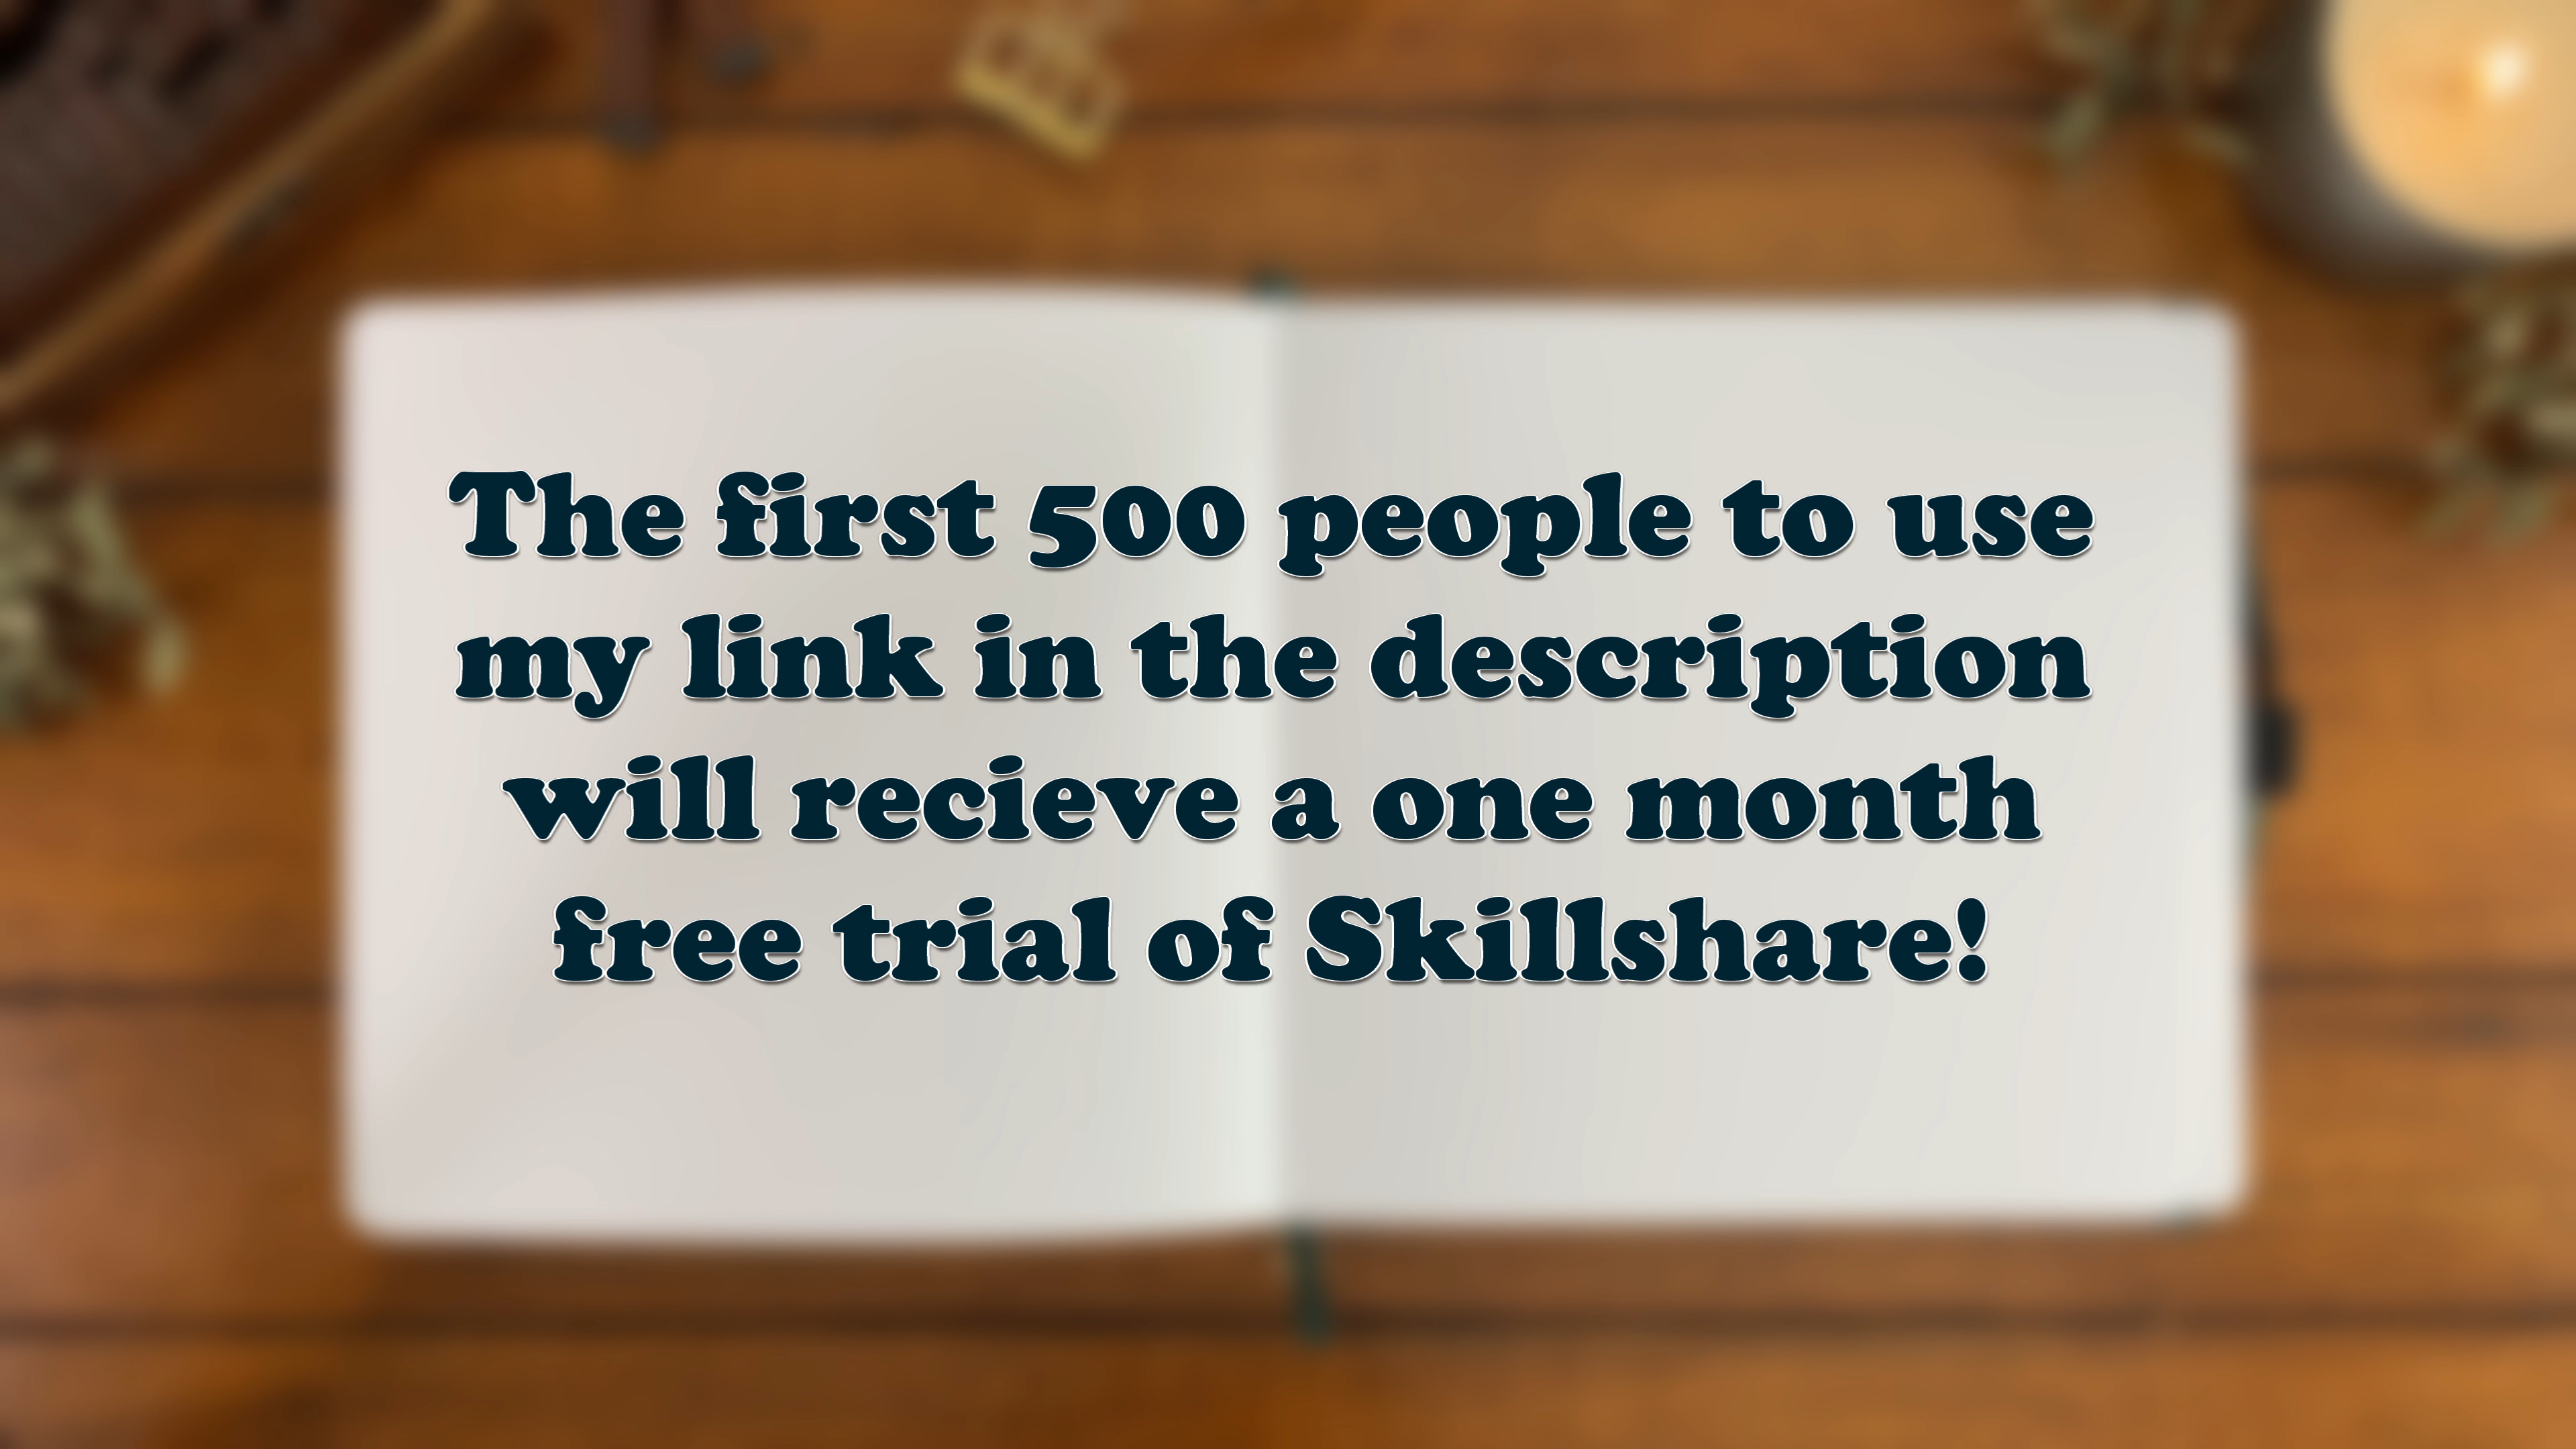 The first 500 people to use
my link in the description
will recieve a one month
free trial of Skillshare!